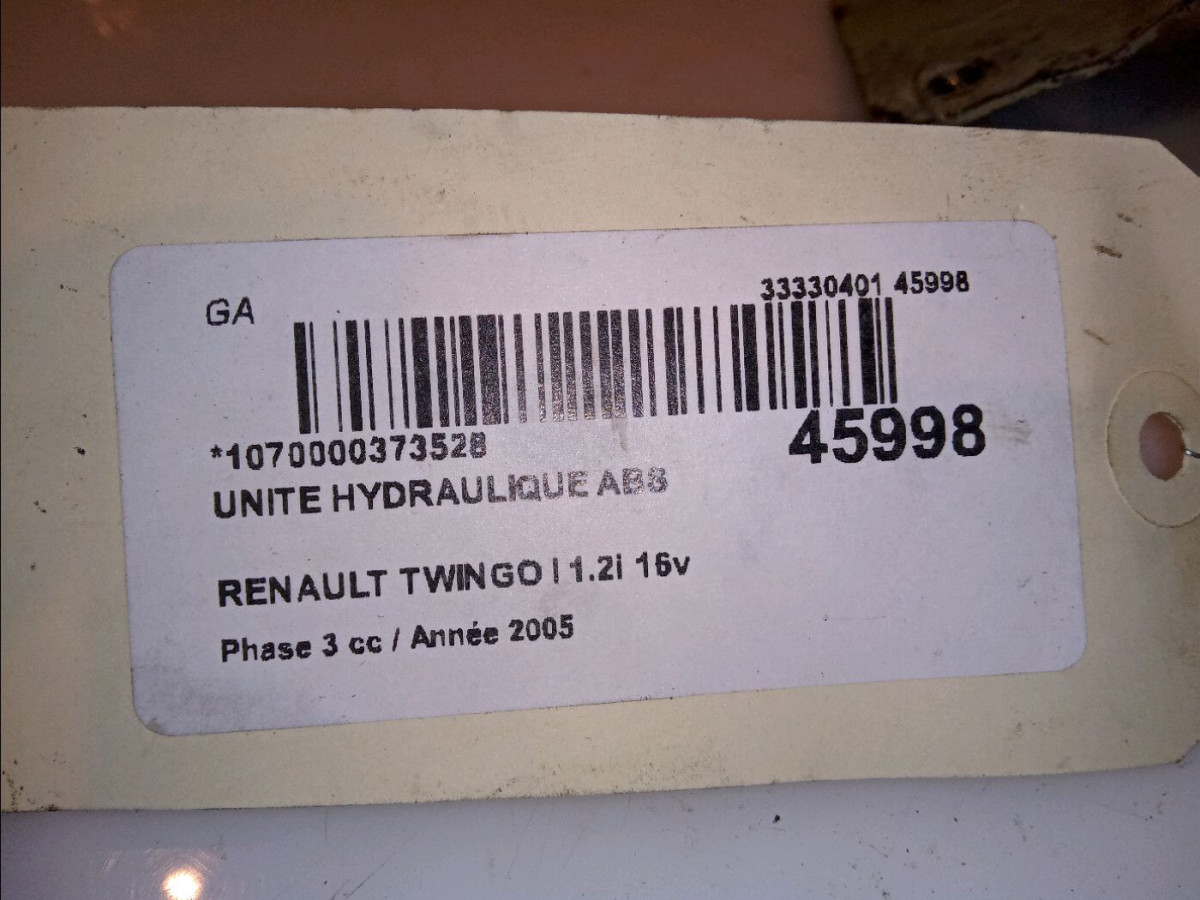 GA
33330401 45998
*1070000373528
45998
UNITE HYDRAULIQUE ABS
RENAULT TWINGO I 1.2i 16v
Phase 3 cc / Année 2005